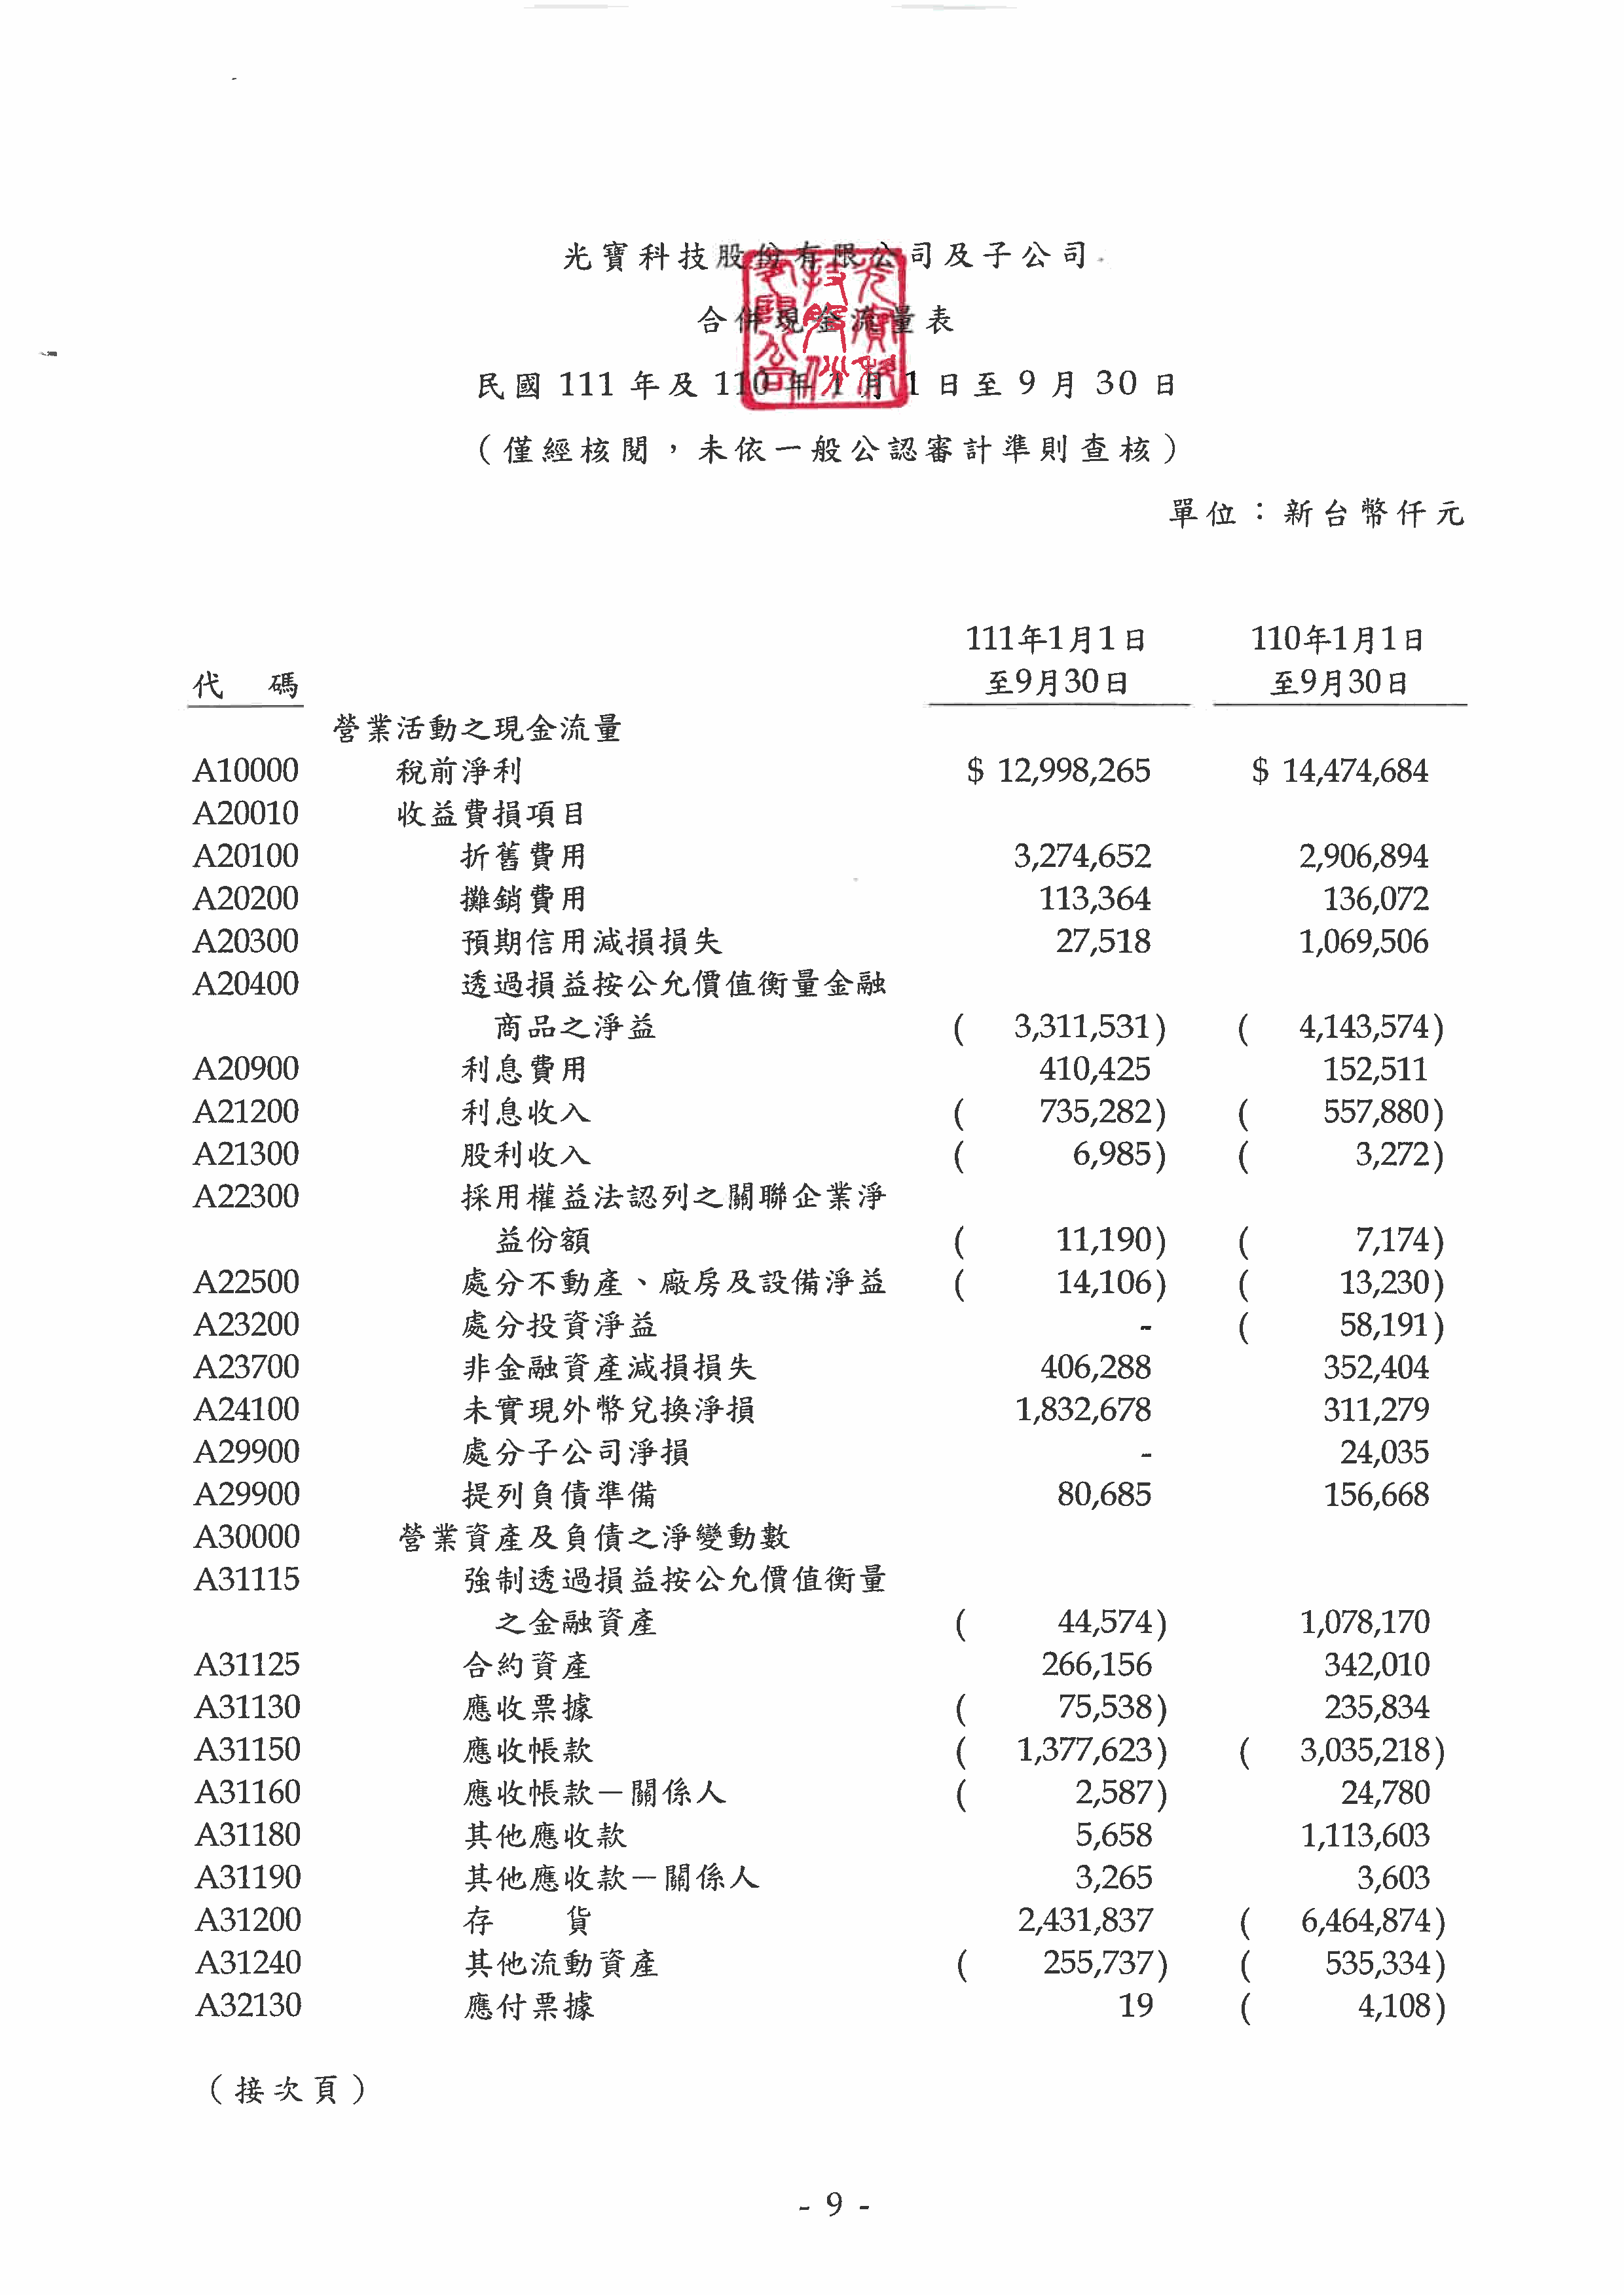 光寶科技股份有限公司及子公司
合併現金流量表
民國 111 年及 110 年 1 月 1 日至 9 月 30 日
（僅經核閱，未依一般公認審計準則查核）
單位：新台幣仟元
111年1月1日 110年1月1日
代 碼 至9月30日 至9月30日
營業活動之現金流量
A10000 稅前淨利 $ 12,998,265 $ 14,474,684
A20010 收益費損項目
A20100 折舊費用 3,274,652 2,906,894
A20200 攤銷費用 113,364 136,072
A20300 預期信用減損損失 27,518 1,069,506
A20400 透過損益按公允價值衡量金融
商品之淨益 ( 3,311,531) ( 4,143,574)
A20900 利息費用 410,425 152,511
A21200 利息收入 ( 735,282) ( 557,880)
A21300 股利收入 ( 6,985) ( 3,272)
A22300 採用權益法認列之關聯企業淨
益份額 ( 11,190) ( 7,174)
A22500 處分不動產、廠房及設備淨益 ( 14,106) ( 13,230)
A23200 處分投資淨益 - ( 58,191)
A23700 非金融資產減損損失 406,288 352,404
A24100 未實現外幣兌換淨損 1,832,678 311,279
A29900 處分子公司淨損 - 24,035
A29900 提列負債準備 80,685 156,668
A30000 營業資產及負債之淨變動數
A31115 強制透過損益按公允價值衡量
之金融資產 ( 44,574) 1,078,170
A31125 合約資產 266,156 342,010
A31130 應收票據 ( 75,538) 235,834
A31150 應收帳款 ( 1,377,623) ( 3,035,218)
A31160 應收帳款－關係人 ( 2,587) 24,780
A31180 其他應收款 5,658 1,113,603
A31190 其他應收款－關係人 3,265 3,603
A31200 存 貨 2,431,837 ( 6,464,874)
A31240 其他流動資產 ( 255,737) ( 535,334)
A32130 應付票據 19 ( 4,108)
（接次頁）
- 9 -